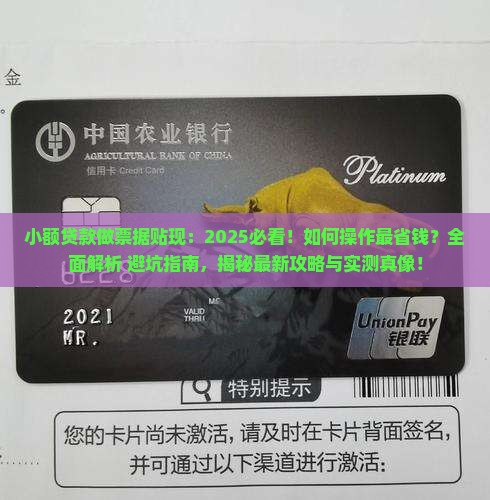 金
中国农业银行
AGRICULTURAL BANK OF CHINA
信用卡 Credit Card
Platinum
小额贷款做票据贴现：2025必看！如何操作最省钱？全
面解析 避坑指南，揭秘最新攻略与实测真像！
2021
VALID
THRU
MR.
UnionPay
银联
特别提示
您的卡片尚未激活，请及时在卡片背面签名，
并可通过以下渠道进行激活：